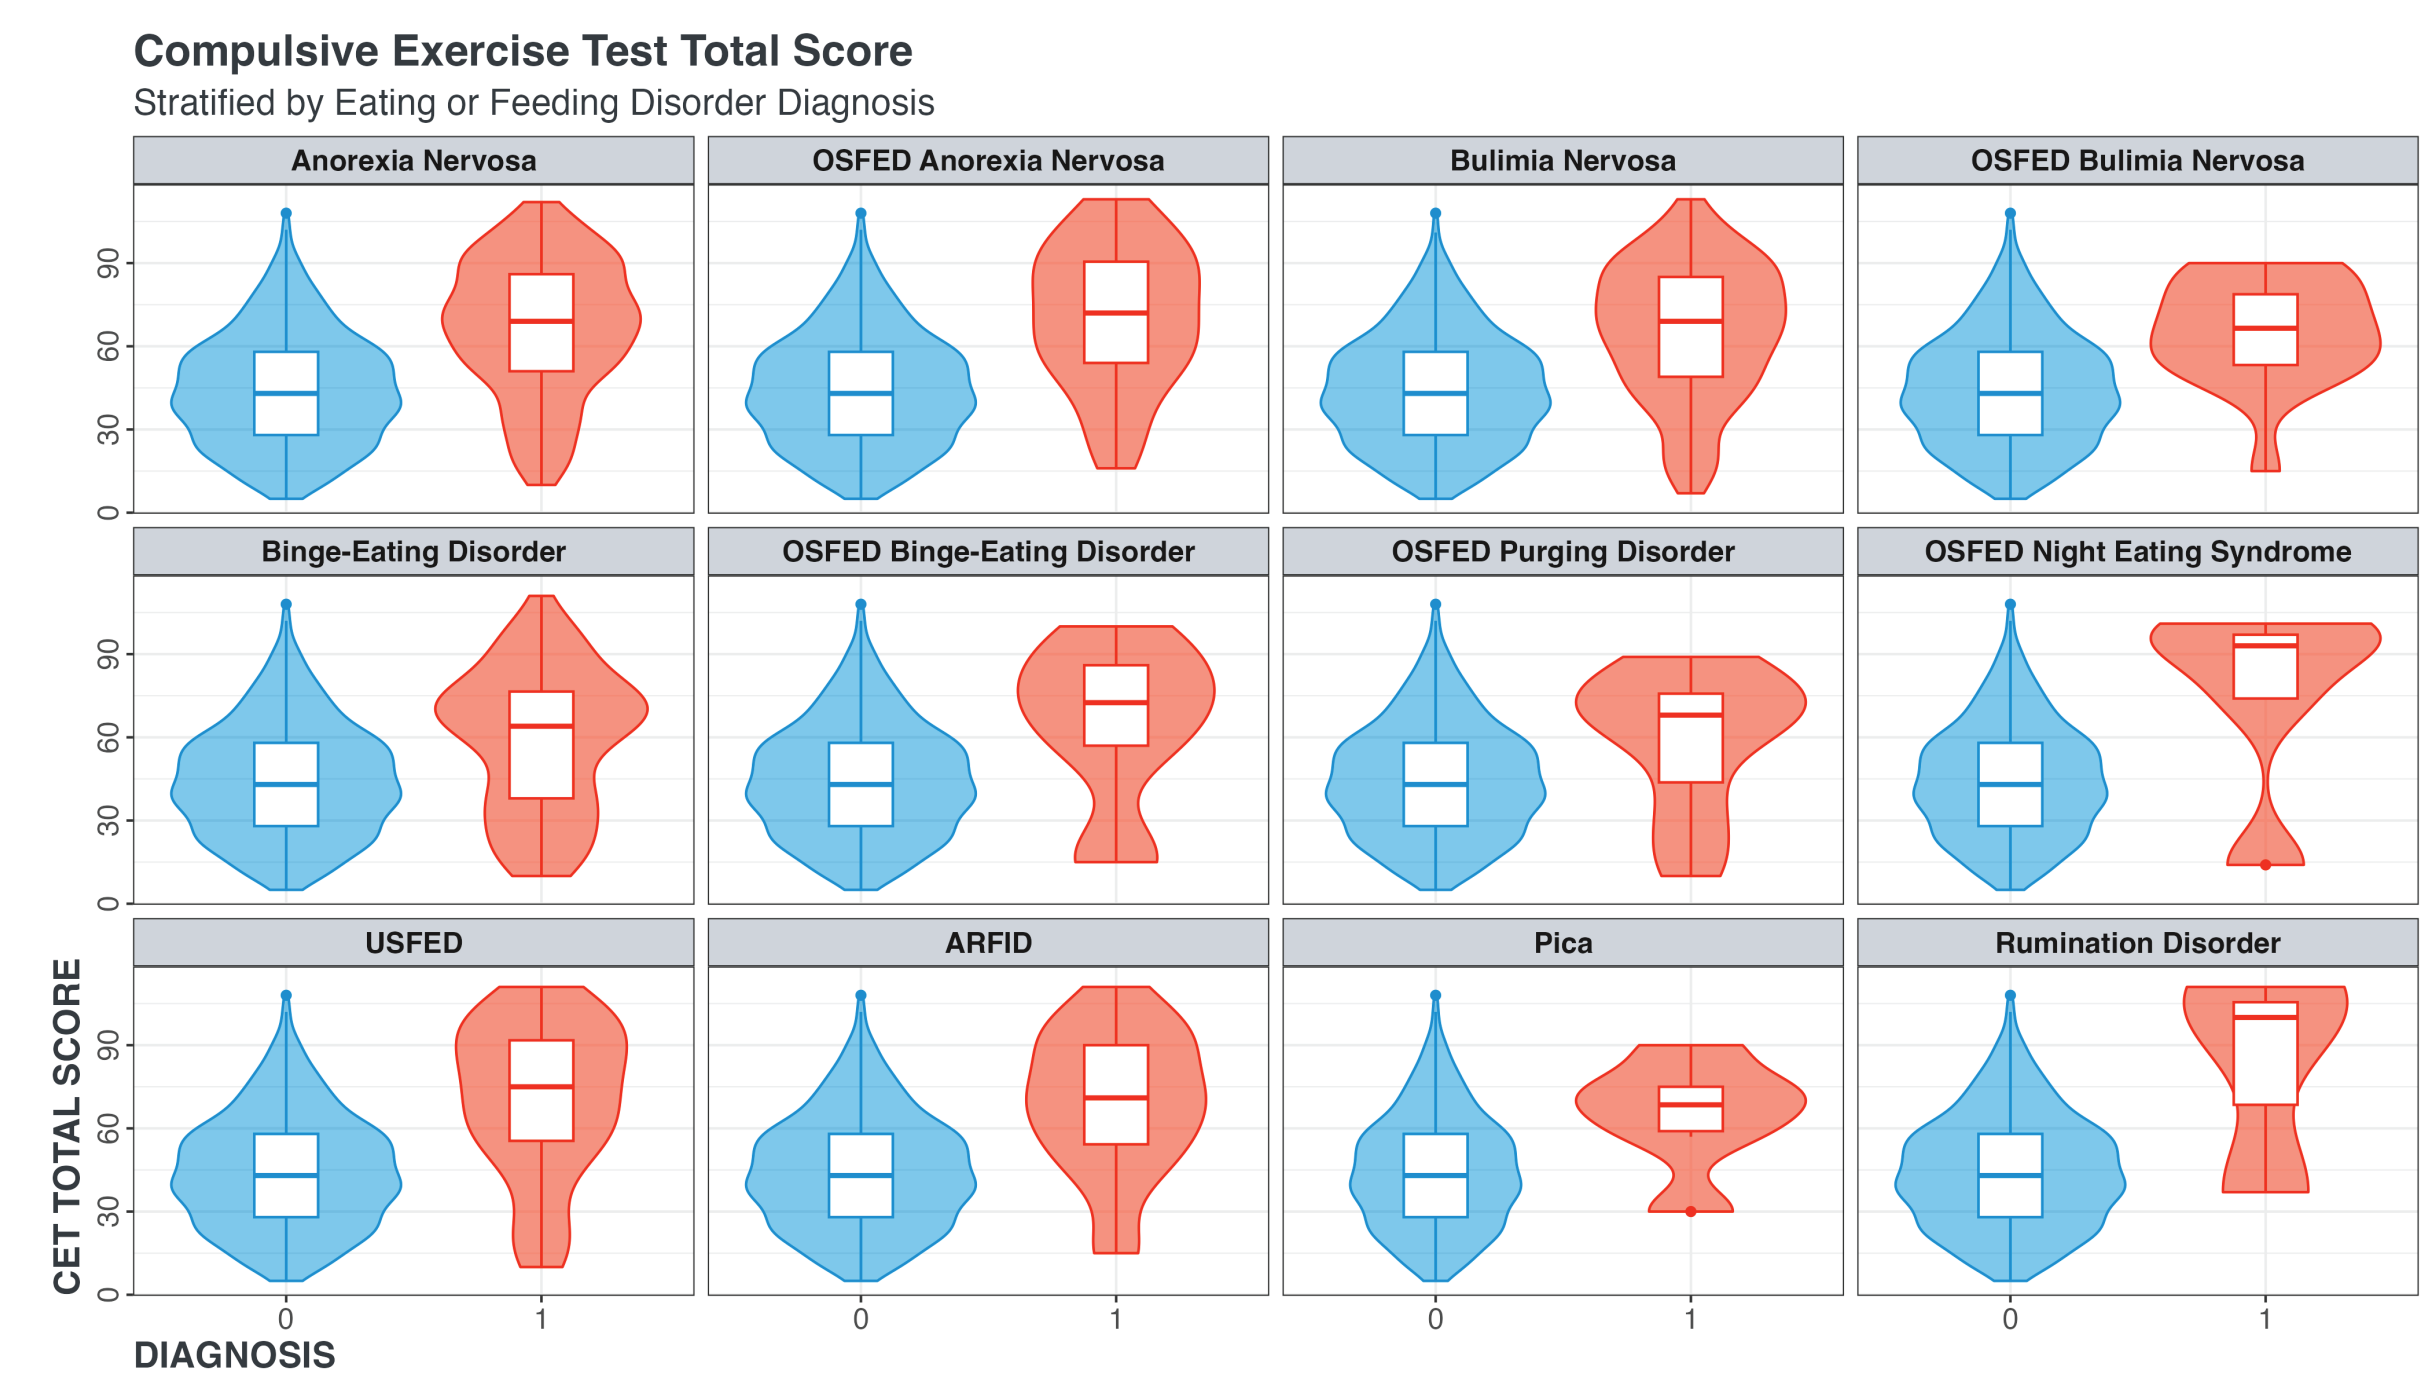 Compulsive Exercise Test Total Score
Stratified by Eating or Feeding Disorder Diagnosis
Anorexia Nervosa
OSFED Anorexia Nervosa
Bulimia Nervosa
OSFED Bulimia Nervosa
90
60
30
0
Binge-Eating Disorder
OSFED Binge-Eating Disorder
OSFED Purging Disorder
OSFED Night Eating Syndrome
90
60
30
0
USFED
ARFID
Pica
Rumination Disorder
90
60
30
0
CET TOTAL SCORE
0 1 0 1 0 1 0 1
DIAGNOSIS